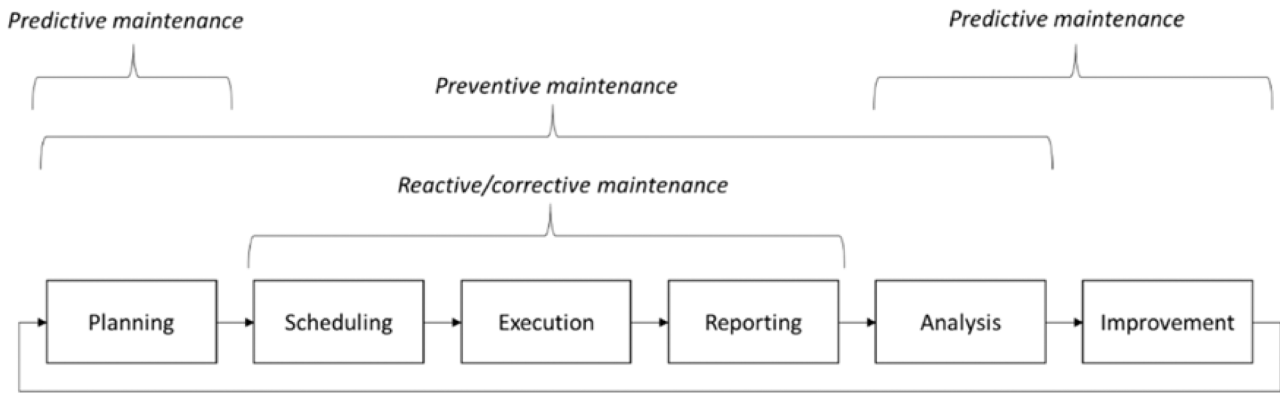 Predictive maintenance
Predictive maintenance
Preventive maintenance
Reactive/corrective maintenance
Planning
Scheduling
Execution
Reporting
Analysis
Improvement